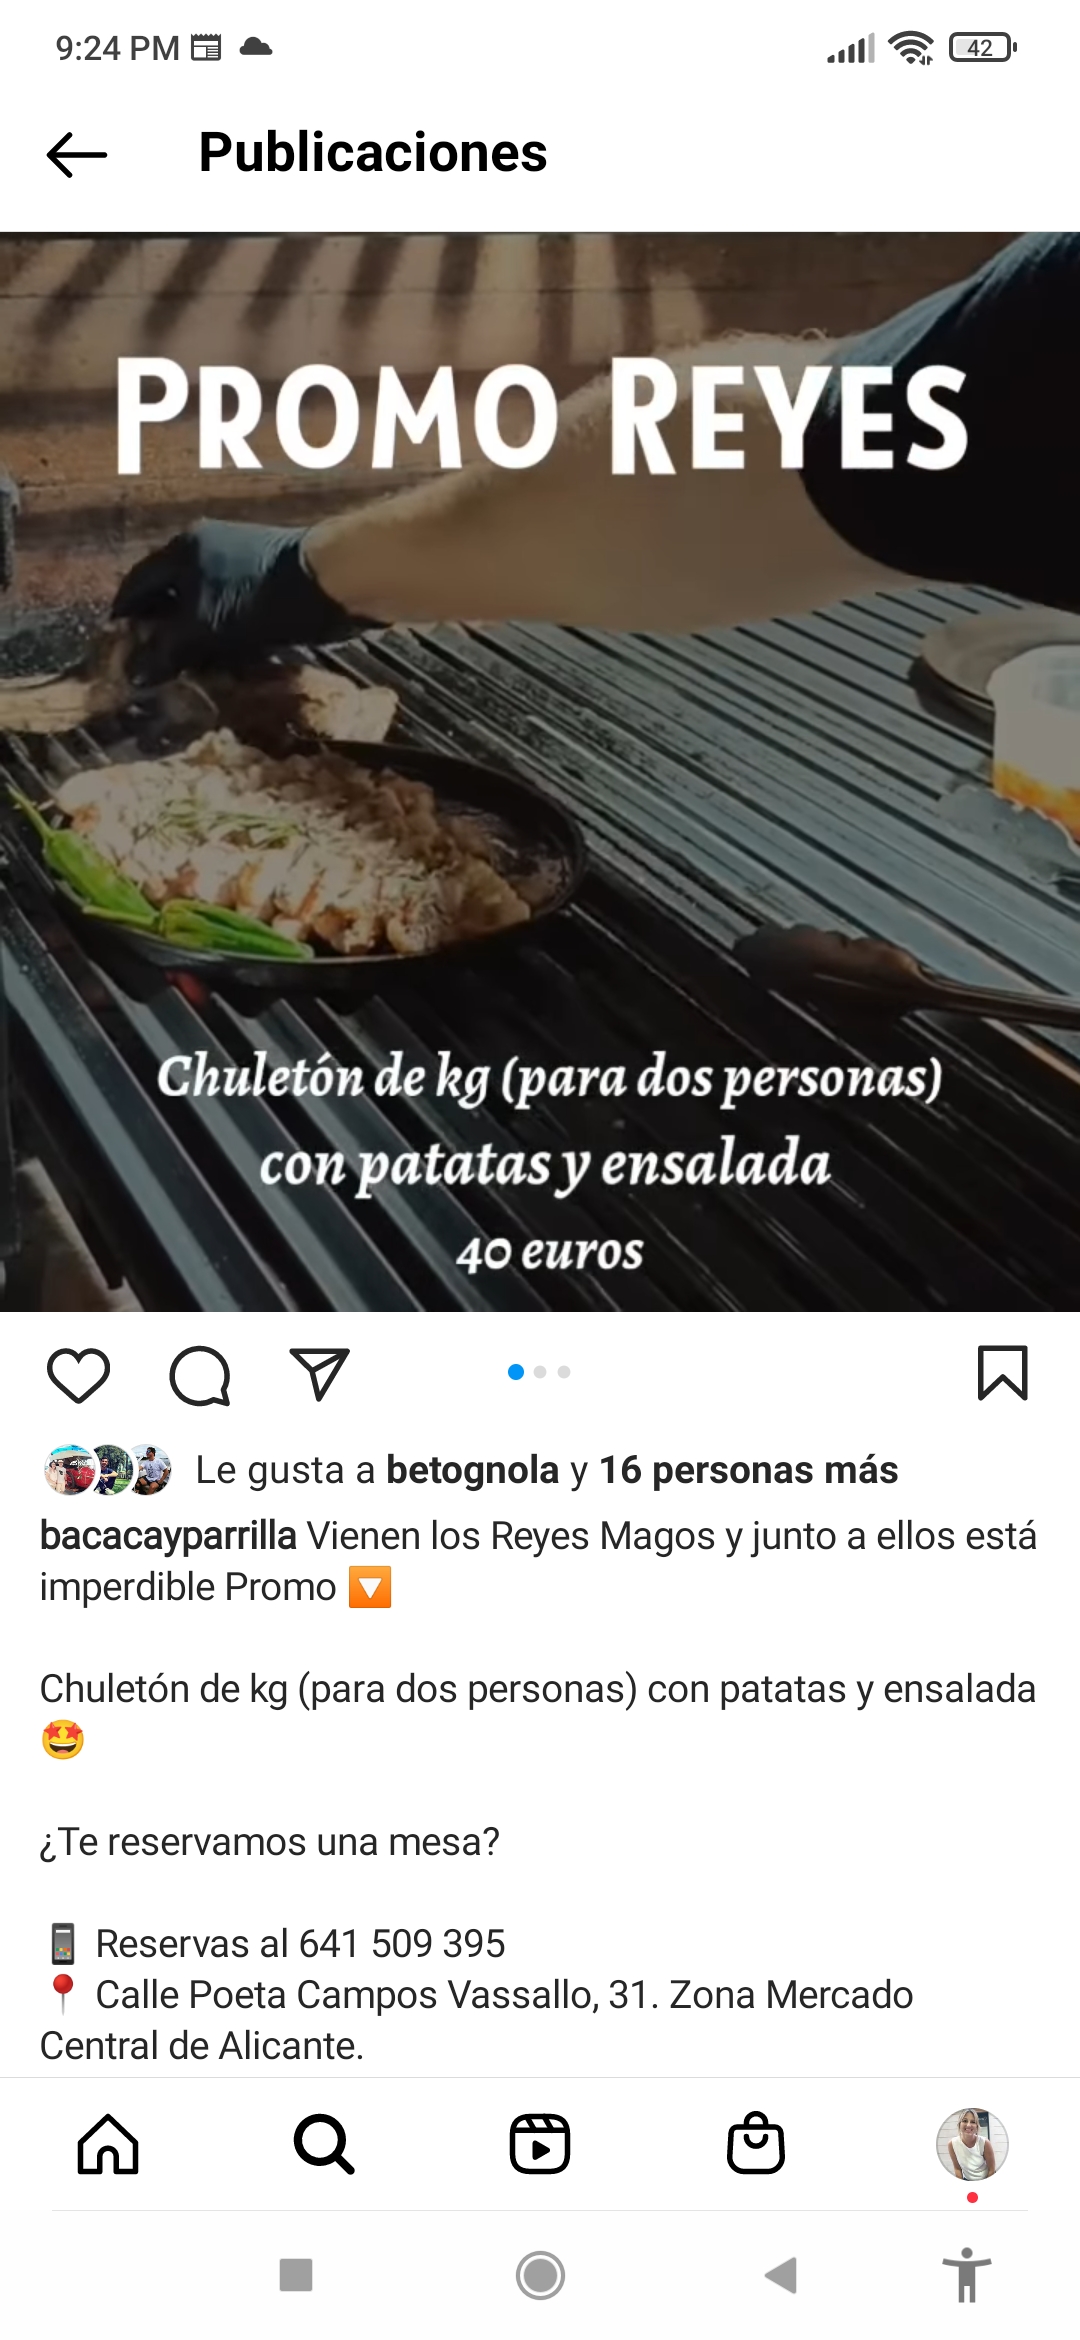 9:24 PM
42
Publicaciones
PROMO REYES
Chuletón de kg (para dos personas)
con patatas y ensalada
40 euros
Le gusta a betognola y 16 personas más
bacacayparrilla Vienen los Reyes Magos y junto a ellos está
imperdible Promo 🔽
Chuletón de kg (para dos personas) con patatas y ensalada
🤩
¿Te reservamos una mesa?
📱 Reservas al 641 509 395
📍 Calle Poeta Campos Vassallo, 31. Zona Mercado
Central de Alicante.